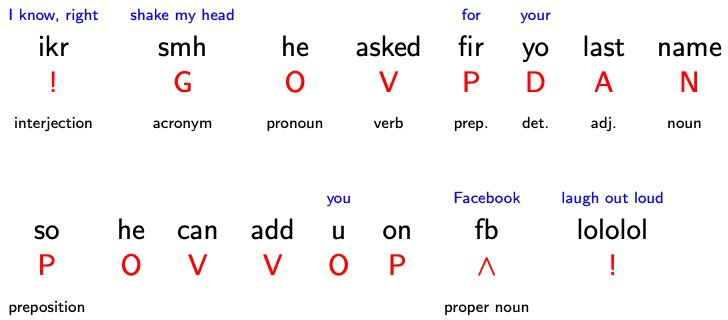 I know, right shake my head for your
ikr smh he asked fir yo last name
! G O V P D A N
interjection acronym pronoun verb prep. det. adj. noun
you Facebook laugh out loud
so he can add u on fb lololol
P O V V O P ∧ !
preposition proper noun